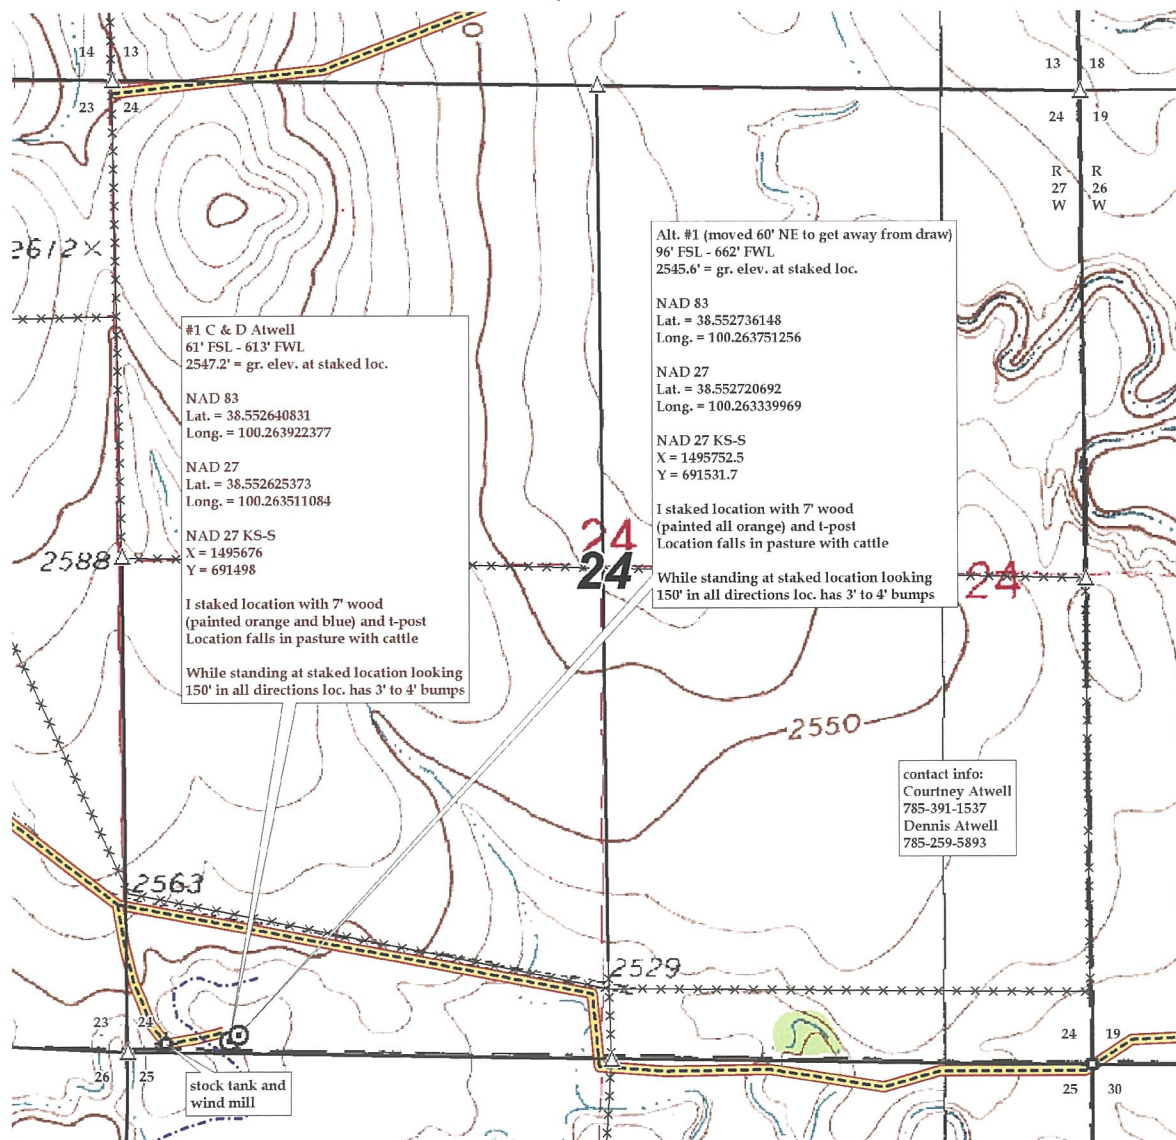 14 13
13 18
23 24
24 19
R R
27 26
W W
2612
Alt. #1 (moved 60' NE to get away from draw)
96' FSL - 662' FWL
2545.6' = gr. elev. at staked loc.
NAD 83
Lat. = 38.552736148
Long. = 100.263751256
NAD 27
Lat. = 38.552720692
Long. = 100.263339969
NAD 27 KS-S
X = 1495752.5
Y = 691531.7
I staked location with 7' wood
(painted all orange) and t-post
Location falls in pasture with cattle
While standing at staked location looking
150' in all directions loc. has 3' to 4' bumps
#1 C & D Atwell
61' FSL - 613' FWL
2547.2' = gr. elev. at staked loc.
NAD 83
Lat. = 38.552640831
Long. = 100.263922377
NAD 27
Lat. = 38.552625373
Long. = 100.263511084
NAD 27 KS-S
X = 1495676
Y = 691498
I staked location with 7' wood
(painted orange and blue) and t-post
Location falls in pasture with cattle
While standing at staked location looking
150' in all directions loc. has 3' to 4' bumps
2588
24
24
24
2550
contact info:
Courtney Atwell
785-391-1537
Dennis Atwell
785-259-5893
2563
2529
23 24
24 19
26 25
25 30
stock tank and
wind mill